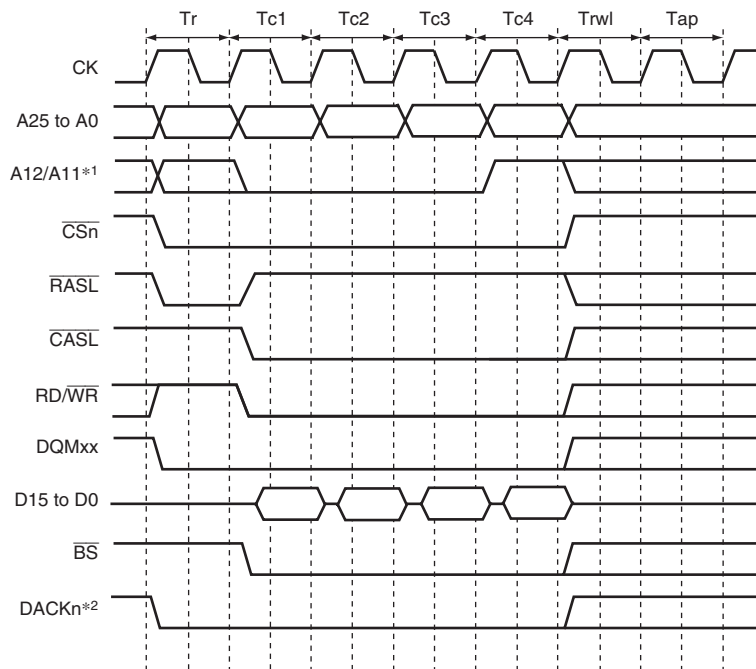 Tr Tc1 Tc2 Tc3 Tc4 Trwl Tap
CK
A25 to A0
A12/A11*1
CSn
RASL
CASL
RD/WR
DQMxx
D15 to D0
BS
DACKn*2